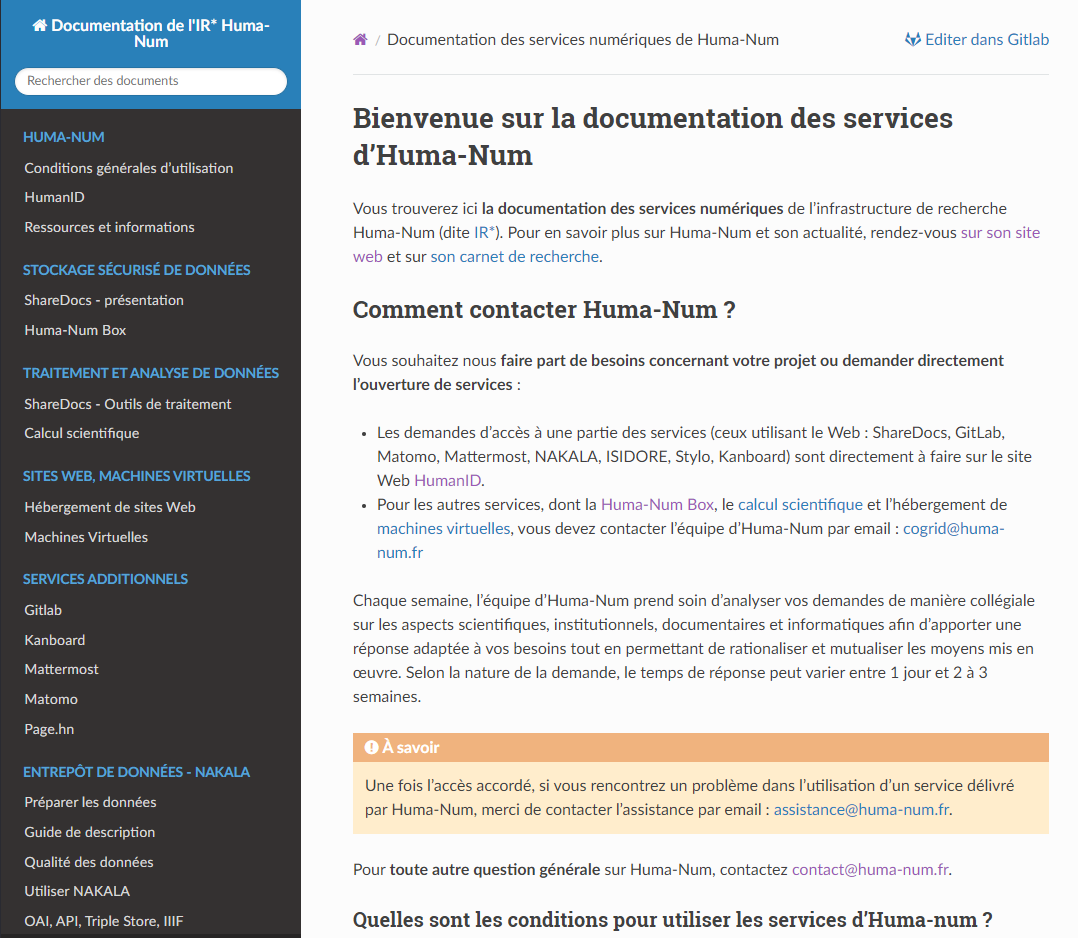 Documentation de l'IR* Huma-
Num
Rechercher des documents
HUMA-NUM
Conditions générales d’utilisation
HumanID
Ressources et informations
STOCKAGE SÉCURISÉ DE DONNÉES
ShareDocs - présentation
Huma-Num Box
TRAITEMENT ET ANALYSE DE DONNÉES
ShareDocs - Outils de traitement
Calcul scientifique
SITES WEB, MACHINES VIRTUELLES
Hébergement de sites Web
Machines Virtuelles
SERVICES ADDITIONNELS
Gitlab
Kanboard
Mattermost
Matomo
Page.hn
ENTREPÔT DE DONNÉES - NAKALA
Préparer les données
Guide de description
Qualité des données
Utiliser NAKALA
OAI, API, Triple Store, IIIF
/ Documentation des services numériques de Huma-Num
Editer dans Gitlab
Bienvenue sur la documentation des services
d’Huma-Num
Vous trouverez ici la documentation des services numériques de l’infrastructure de recherche
Huma-Num (dite IR*). Pour en savoir plus sur Huma-Num et son actualité, rendez-vous sur son site
web et sur son carnet de recherche.
Comment contacter Huma-Num ?
Vous souhaitez nous faire part de besoins concernant votre projet ou demander directement
l’ouverture de services :
• Les demandes d’accès à une partie des services (ceux utilisant le Web : ShareDocs, GitLab,
Matomo, Mattermost, NAKALA, ISIDORE, Stylo, Kanboard) sont directement à faire sur le site
Web HumanID.
• Pour les autres services, dont la Huma-Num Box, le calcul scientifique et l’hébergement de
machines virtuelles, vous devez contacter l’équipe d’Huma-Num par email : cogrid@huma-
num.fr
Chaque semaine, l’équipe d’Huma-Num prend soin d’analyser vos demandes de manière collégiale
sur les aspects scientifiques, institutionnels, documentaires et informatiques afin d’apporter une
réponse adaptée à vos besoins tout en permettant de rationaliser et mutualiser les moyens mis en
œuvre. Selon la nature de la demande, le temps de réponse peut varier entre 1 jour et 2 à 3
semaines.
À savoir
Une fois l’accès accordé, si vous rencontrez un problème dans l’utilisation d’un service délivré
par Huma-Num, merci de contacter l’assistance par email : assistance@huma-num.fr.
Pour toute autre question générale sur Huma-Num, contactez contact@huma-num.fr.
Quelles sont les conditions pour utiliser les services d’Huma-num ?